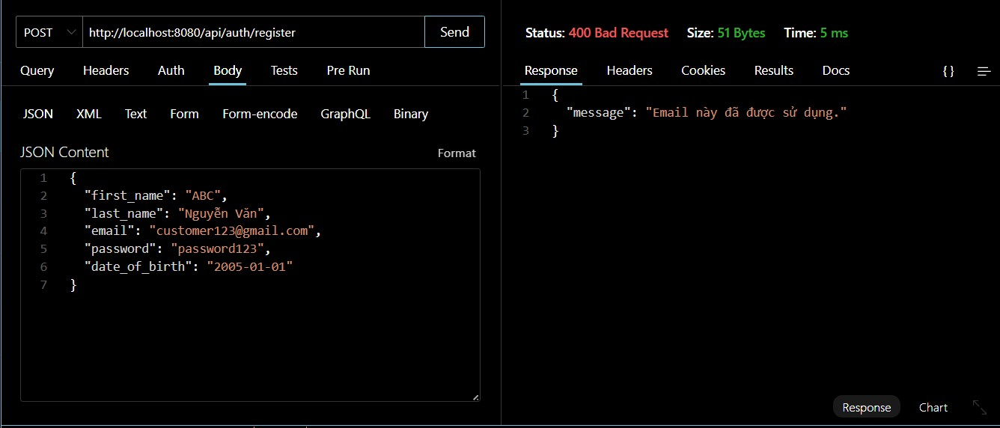 POST http://localhost:8080/api/auth/register Send
Query Headers Auth Body Tests Pre Run
JSON XML Text Form Form-encode GraphQL Binary
JSON Content Format
1 {
2 "first_name": "ABC",
3 "last_name": "Nguyễn Văn",
4 "email": "customer123@gmail.com",
5 "password": "password123",
6 "date_of_birth": "2005-01-01"
7 }
Status: 400 Bad Request Size: 51 Bytes Time: 5 ms
Response Headers Cookies Results Docs {}
1 {
2 "message": "Email này đã được sử dụng."
3 }
Response Chart